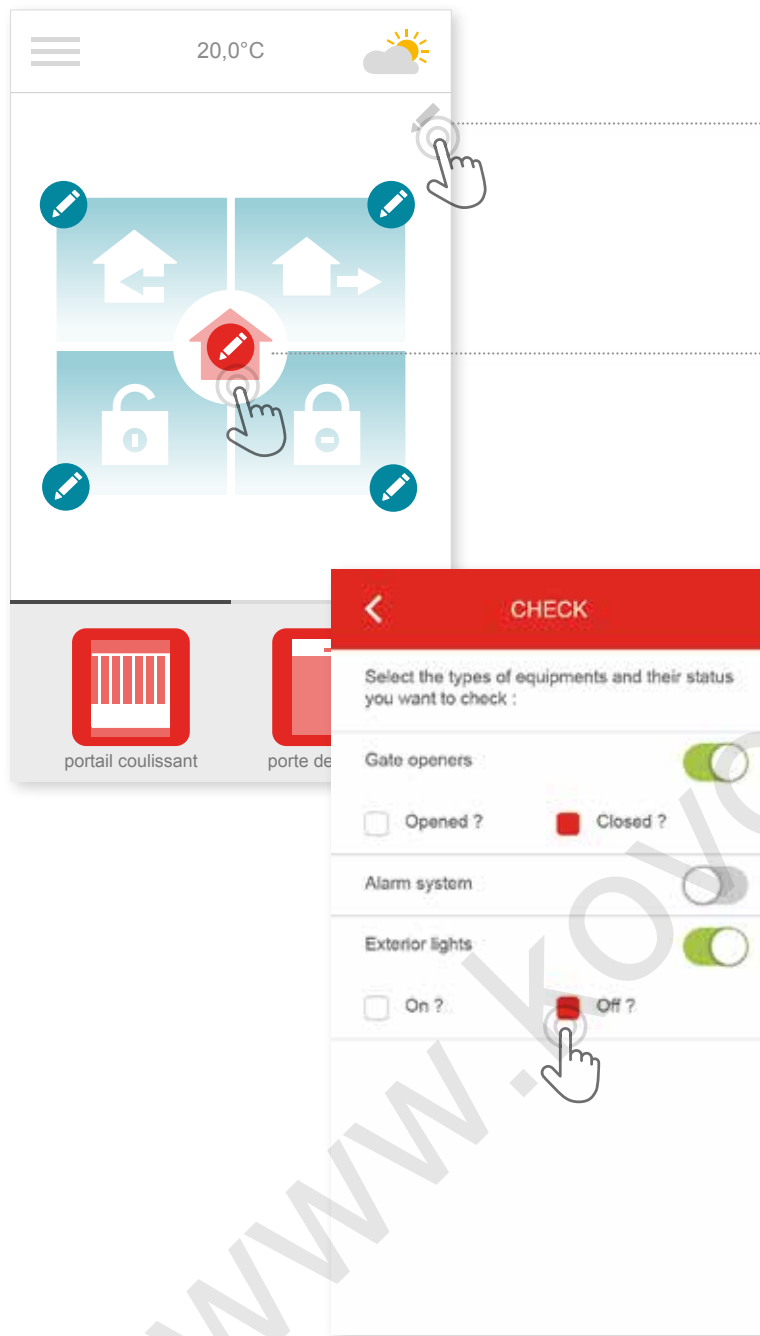 20,0°C
portail coulissant
porte de
CHECK
Select the types of equipments and their status
you want to check :
Gate openers
Opened ?
Closed ?
Alarm system
Exterior lights
On ?
Off ?
www.kovo